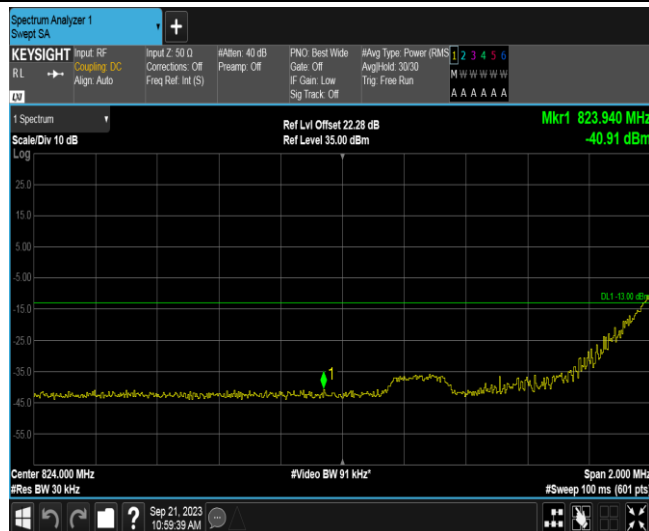 Spectrum Analyzer 1
Swept SA
KEYSIGHT
RL
LXI
Input: RF
Coupling: DC
Align: Auto
Input Z: 50 Ω
Corrections: Off
Freq Ref: Int (S)
#Atten: 40 dB
Preamp: Off
PNO: Best Wide
Gate: Off
IF Gain: Low
Sig Track: Off
#Avg Type: Power (RMS
Avg|Hold: 30/30
Trig: Free Run
1 2 3 4 5 6
M W W W W W
A A A A A A
1 Spectrum
Scale/Div 10 dB
Log
Ref Lvl Offset 22.28 dB
Ref Level 35.00 dBm
Mkr1 823.940 MHz
-40.91 dBm
25.0
15.0
5.00
-5.00
DL1 -13.00 dBm
-15.0
-25.0
-35.0
1
-45.0
-55.0
Center 824.000 MHz
#Video BW 91 kHz*
Span 2.000 MHz
#Res BW 30 kHz
#Sweep 100 ms (601 pts)
?
Sep 21, 2023
10:59:39 AM